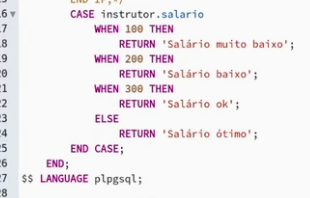 END IF;*/
16 CASE instrutor.salario
17 WHEN 100 THEN
18 RETURN 'Salário muito baixo';
19 WHEN 200 THEN
20 RETURN 'Salário baixo';
21 WHEN 300 THEN
22 RETURN 'Salário ok';
23 ELSE
24 RETURN 'Salário ótimo';
25 END CASE;
26 END;
27 $$ LANGUAGE plpgsql;
28